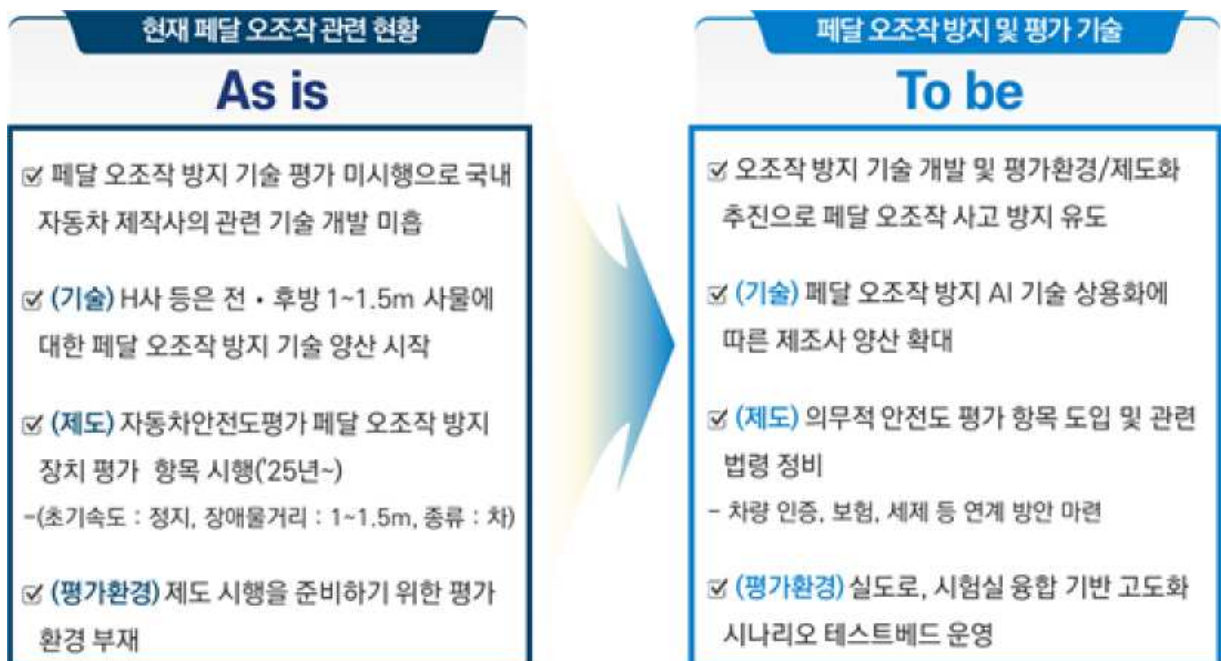 현재 페달 오조작 관련 현황
As is
☑ 페달 오조작 방지 기술 평가 미시행으로 국내
자동차 제작사의 관련 기술 개발 미흡
☑ (기술) H사 등은 전・후방 1~1.5m 사물에
대한 페달 오조작 방지 기술 양산 시작
☑ (제도) 자동차안전도평가 페달 오조작 방지
장치 평가 항목 시행('25년~)
-(초기속도 : 정지, 장애물거리 : 1~1.5m, 종류 : 차)
☑ (평가환경) 제도 시행을 준비하기 위한 평가
환경 부재
페달 오조작 방지 및 평가 기술
To be
☑ 오조작 방지 기술 개발 및 평가환경/제도화
추진으로 페달 오조작 사고 방지 유도
☑ (기술) 페달 오조작 방지 AI 기술 상용화에
따른 제조사 양산 확대
☑ (제도) 의무적 안전도 평가 항목 도입 및 관련
법령 정비
- 차량 인증, 보험, 세제 등 연계 방안 마련
☑ (평가환경) 실도로, 시험실 융합 기반 고도화
시나리오 테스트베드 운영